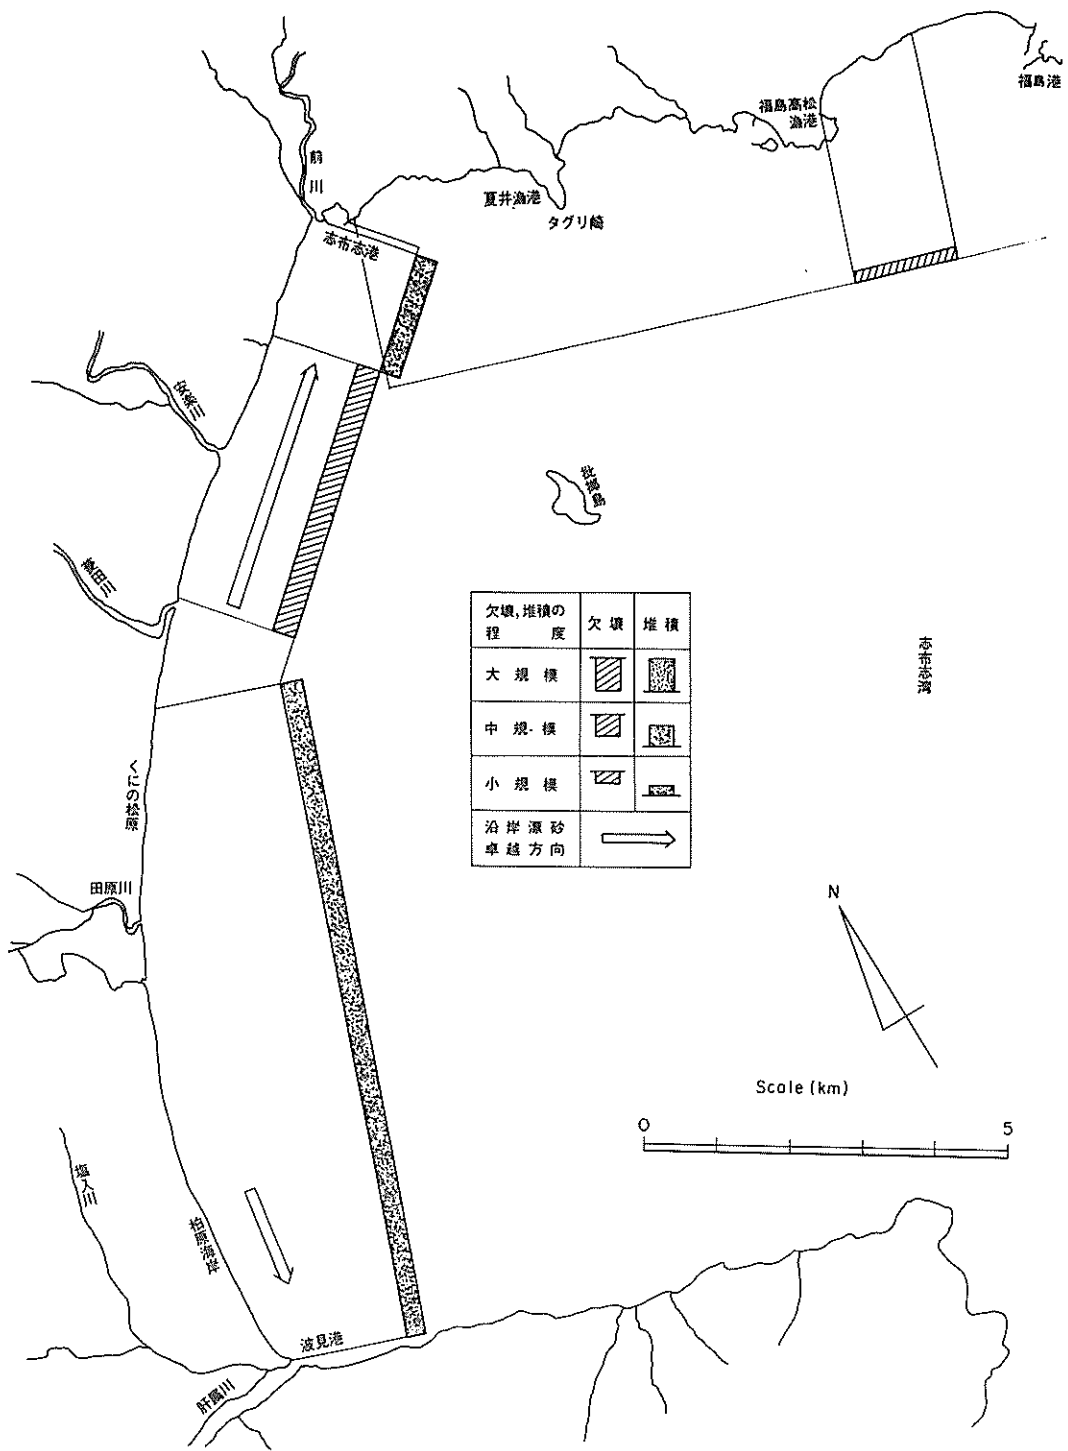 福島港
福島高松
漁港
前川
夏井漁港
タグリ崎
志布志港
安楽川
枇榔島
菱田川
欠壊,堆積の
程度
欠壊
堆積
大規模
中規模
小規模
沿岸漂砂
卓越方向
志布志湾
くにの松原
田原川
N
Scale (km)
0
5
塩入川
柏原海岸
波見港
肝属川